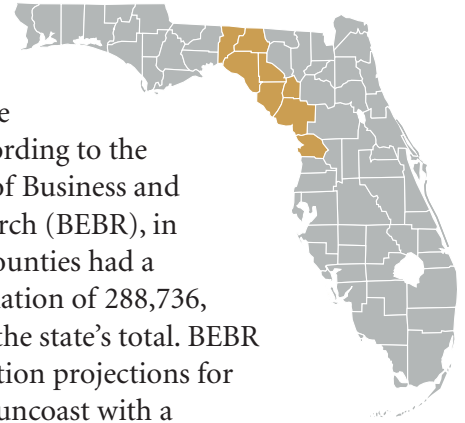 e
ording to the
of Business and
rch (BEBR), in
ounties had a
ation of 288,736,
the state's total. BEBR
tion projections for
uncoast with a